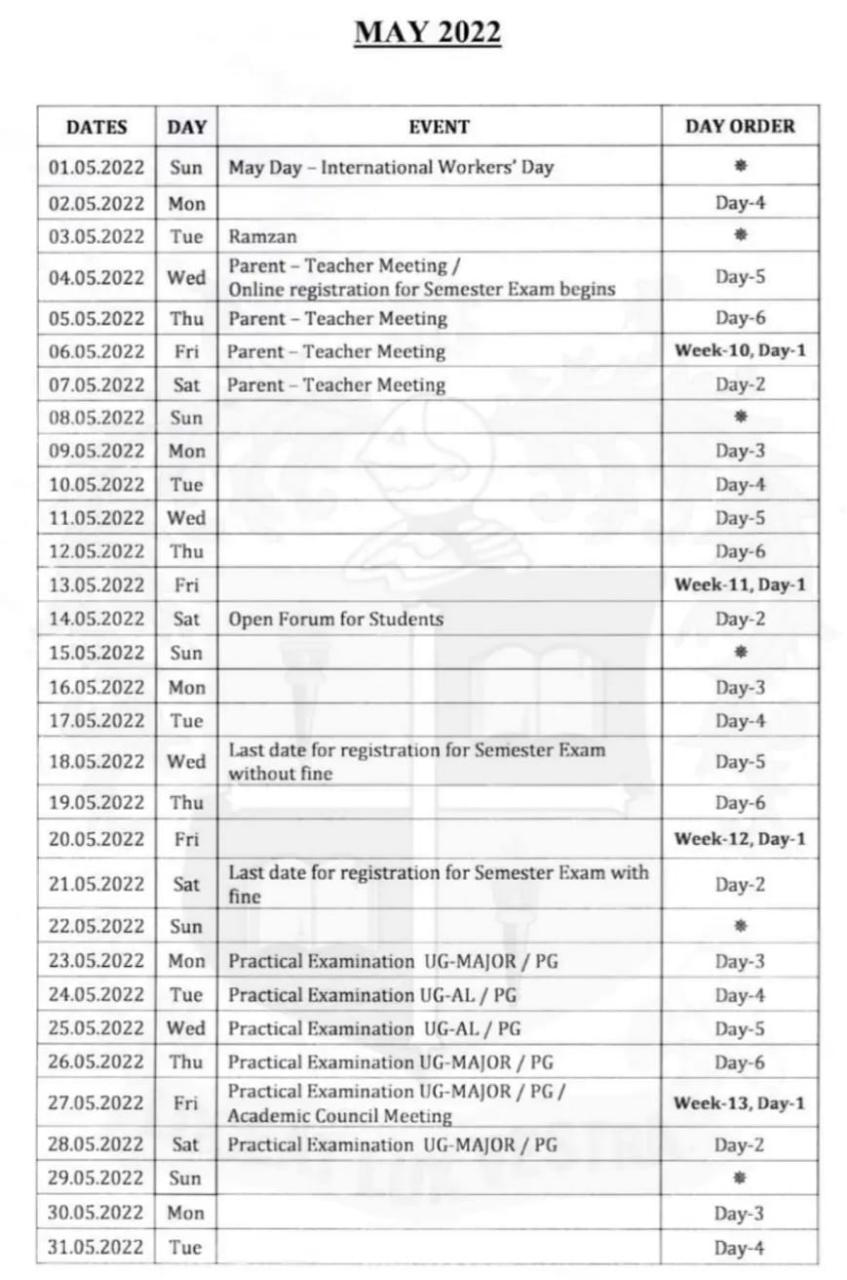 MAY 2022
DATES DAY EVENT DAY ORDER
01.05.2022 Sun May Day – International Workers' Day *
02.05.2022 Mon Day-4
03.05.2022 Tue Ramzan *
04.05.2022 Wed Parent – Teacher Meeting /
Online registration for Semester Exam begins Day-5
05.05.2022 Thu Parent – Teacher Meeting Day-6
06.05.2022 Fri Parent – Teacher Meeting Week-10, Day-1
07.05.2022 Sat Parent – Teacher Meeting Day-2
08.05.2022 Sun *
09.05.2022 Mon Day-3
10.05.2022 Tue Day-4
11.05.2022 Wed Day-5
12.05.2022 Thu Day-6
13.05.2022 Fri Week-11, Day-1
14.05.2022 Sat Open Forum for Students Day-2
15.05.2022 Sun *
16.05.2022 Mon Day-3
17.05.2022 Tue Day-4
18.05.2022 Wed Last date for registration for Semester Exam
without fine Day-5
19.05.2022 Thu Day-6
20.05.2022 Fri Week-12, Day-1
21.05.2022 Sat Last date for registration for Semester Exam with
fine Day-2
22.05.2022 Sun *
23.05.2022 Mon Practical Examination UG-MAJOR / PG Day-3
24.05.2022 Tue Practical Examination UG-AL / PG Day-4
25.05.2022 Wed Practical Examination UG-AL / PG Day-5
26.05.2022 Thu Practical Examination UG-MAJOR / PG Day-6
27.05.2022 Fri Practical Examination UG-MAJOR / PG /
Academic Council Meeting Week-13, Day-1
28.05.2022 Sat Practical Examination UG-MAJOR / PG Day-2
29.05.2022 Sun *
30.05.2022 Mon Day-3
31.05.2022 Tue Day-4